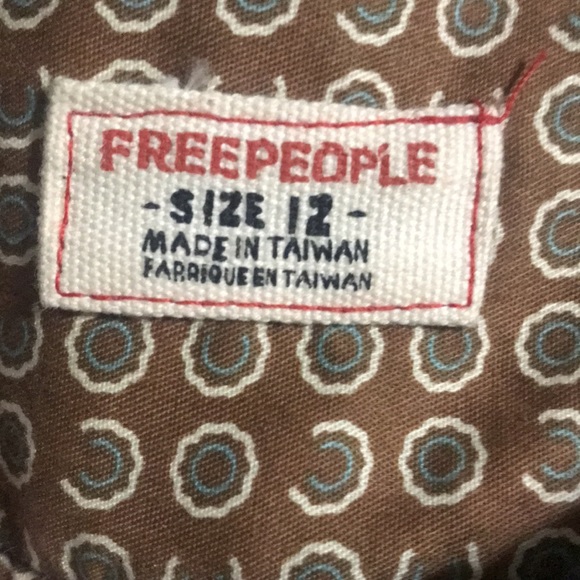 FREEPEOPLE
- SIZE 12 -
MADE IN TAIWAN
FABRIQUE EN TAIWAN